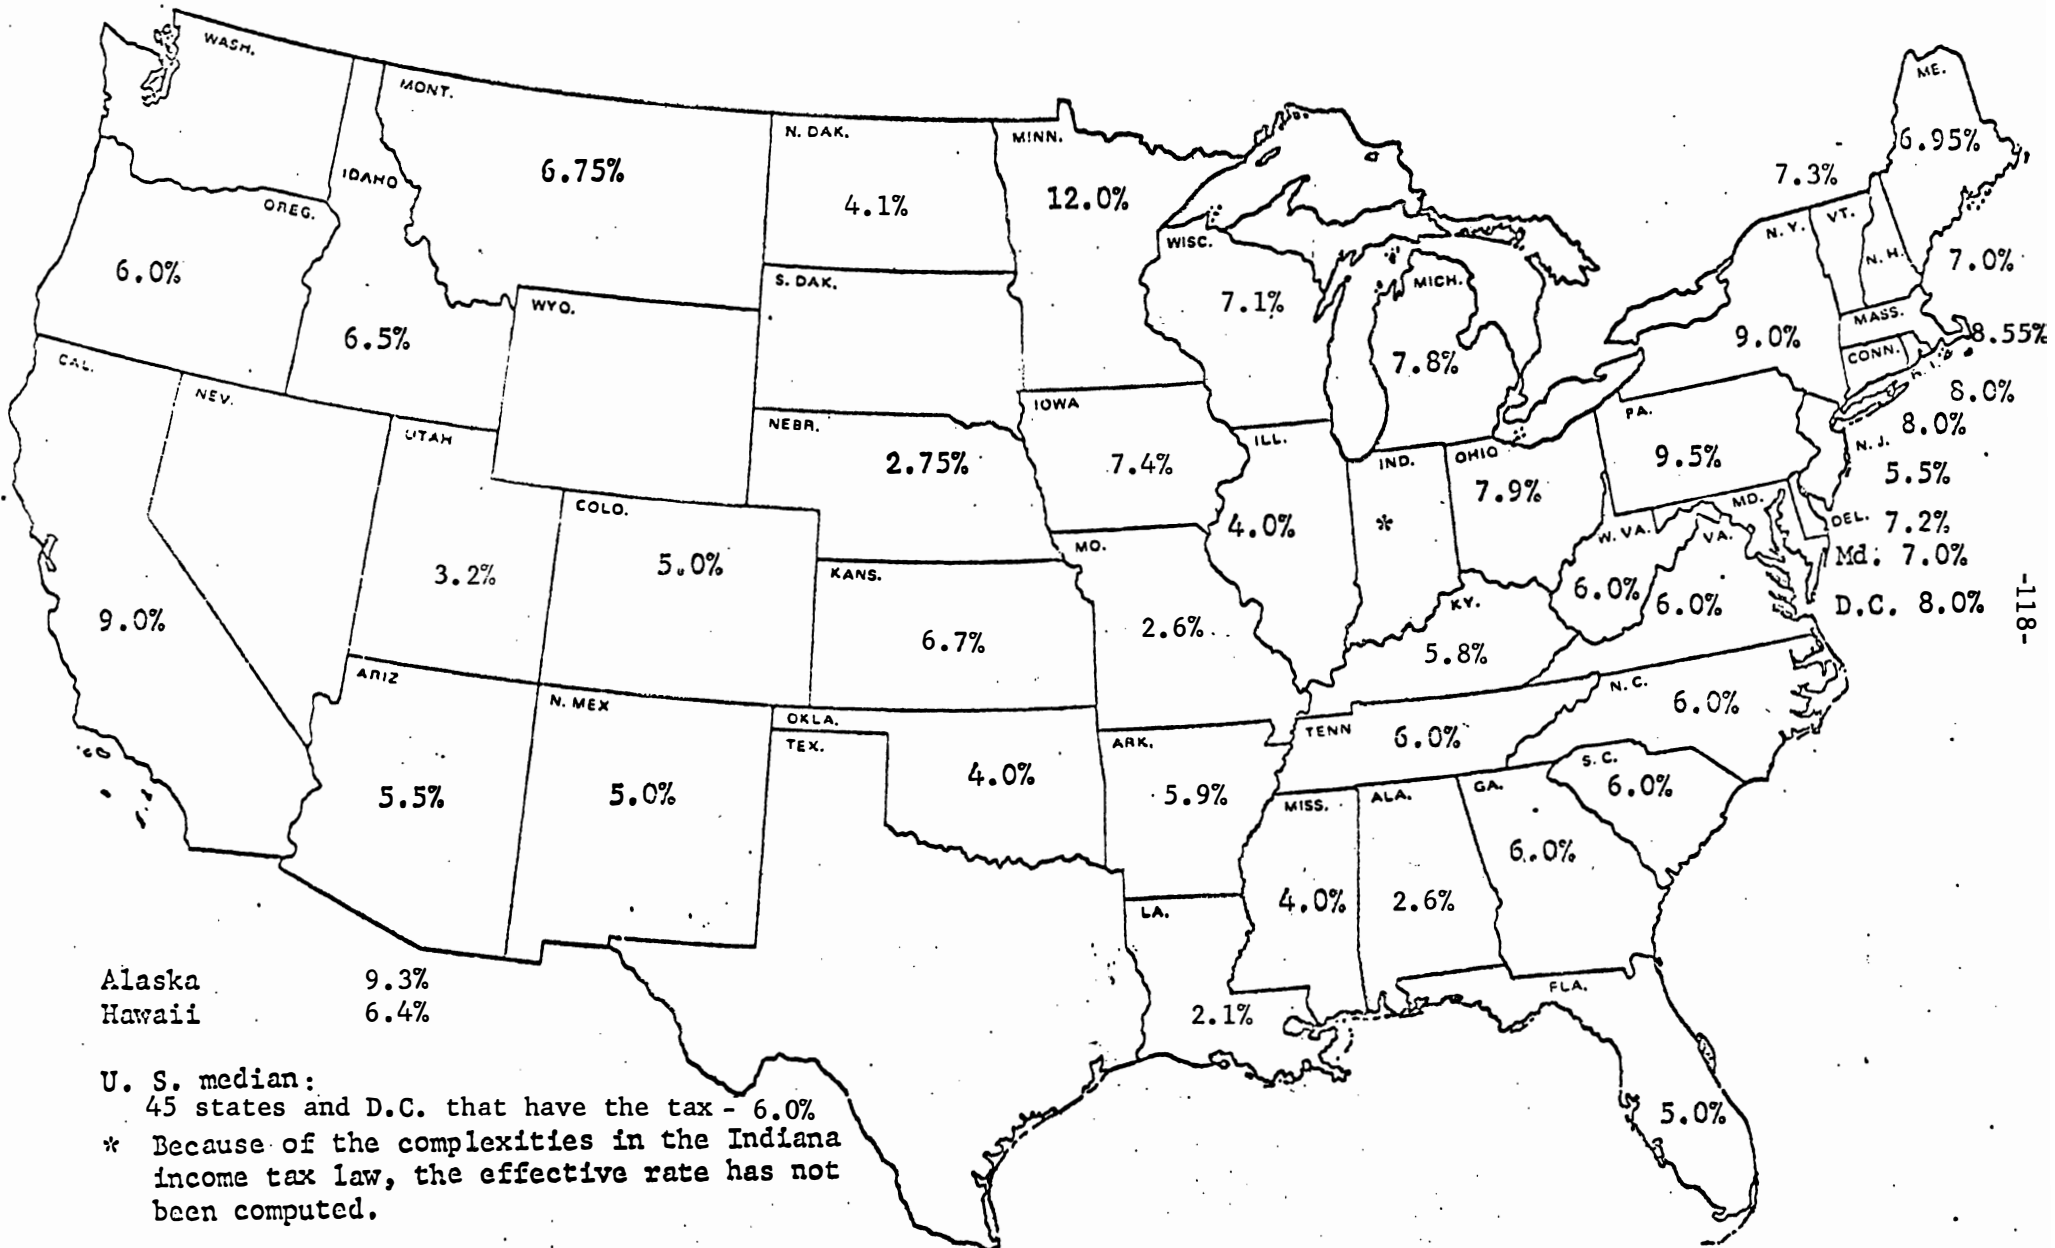 WASH.
MONT.
6.75%
IDAHO
N. DAK.
4.1%
MINN.
12.0%
ME.
6.95%
7.3%
OREG.
6.0%
6.5%
WYO.
S. DAK.
WISC.
7.1%
MICH.
7.8%
N. Y.
9.0%
VT.
N. H.
7.0%
MASS.
8.55%
CONN.
R. I.
8.0%
8.0%
CAL.
9.0%
NEV.
UTAH
3.2%
COLO.
5.0%
NEBR.
2.75%
KANS.
6.7%
IOWA
7.4%
MO.
2.6%
ILL.
4.0%
IND.
*
OHIO
7.9%
PA.
9.5%
N. J.
5.5%
DEL. 7.2%
MD.
Md. 7.0%
D.C. 8.0%
-118-
W. VA.
6.0%
VA.
6.0%
KY.
5.8%
ARIZ
5.5%
N. MEX
5.0%
OKLA.
4.0%
TEX.
ARK.
5.9%
TENN
6.0%
N. C.
6.0%
S. C.
6.0%
MISS.
4.0%
ALA.
2.6%
GA.
6.0%
LA.
2.1%
FLA.
5.0%
Alaska 9.3%
Hawaii 6.4%
U. S. median:
45 states and D.C. that have the tax - 6.0%
* Because of the complexities in the Indiana
income tax law, the effective rate has not
been computed.